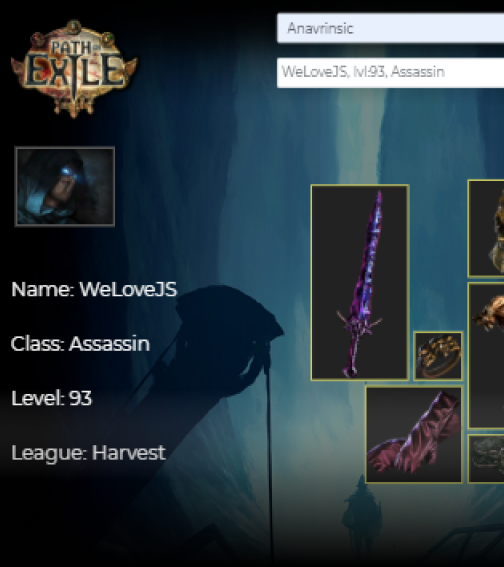 PATH OF
EXILE
Anavrinsic
WeLoveJS, lvl:93, Assassin
Name: WeLoveJS
Class: Assassin
Level: 93
League: Harvest